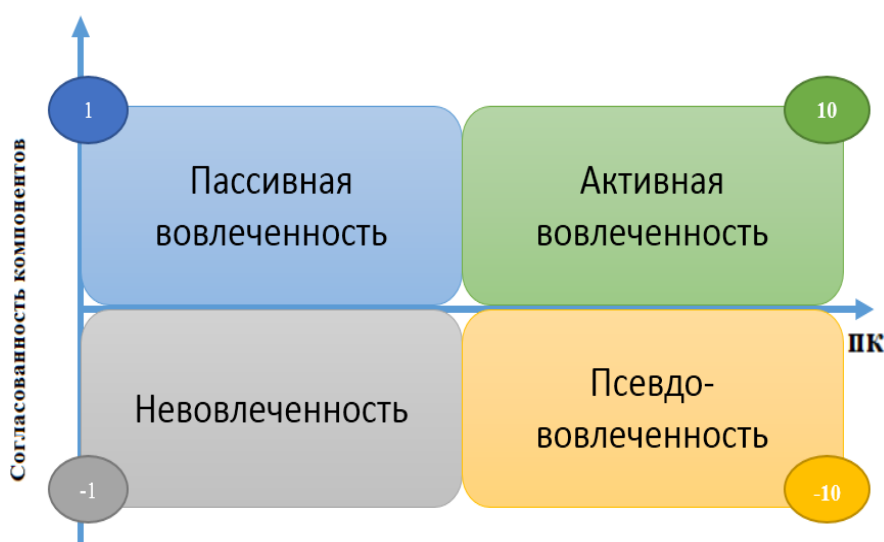 1
10
Пассивная
вовлеченность
Активная
вовлеченность
Согласованность компонентов
ПК
Невовлеченность
Псевдо-
вовлеченность
-1
-10